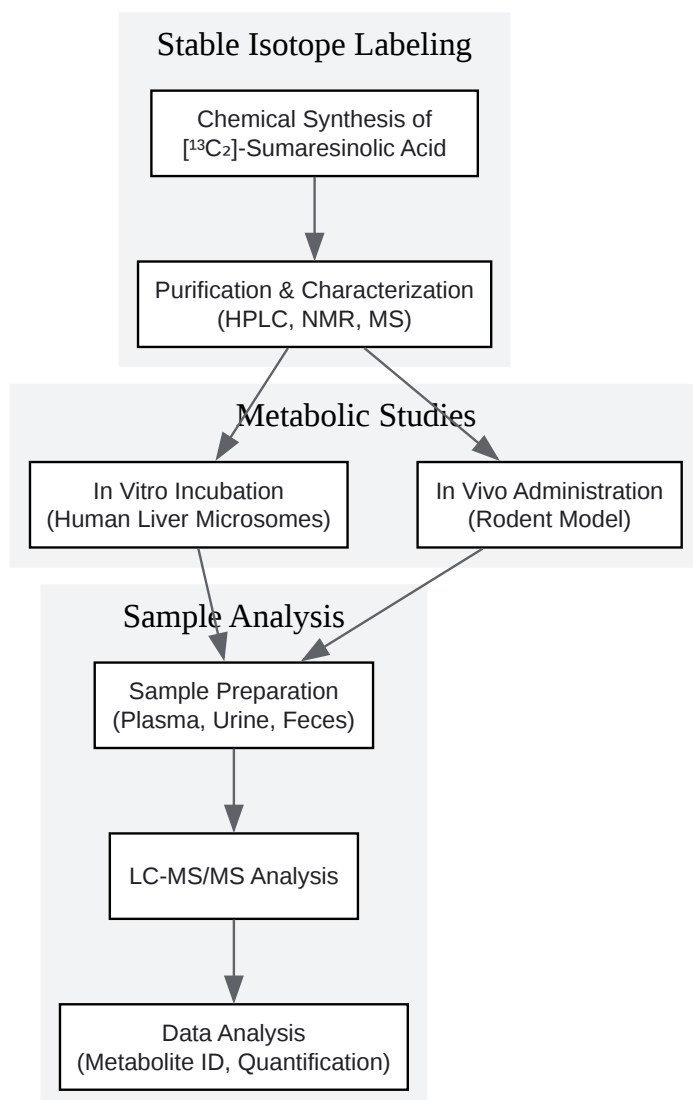 Stable Isotope Labeling
Chemical Synthesis of
[¹³C₂]-Sumaresinolic Acid
Purification & Characterization
(HPLC, NMR, MS)
Metabolic Studies
In Vitro Incubation
(Human Liver Microsomes)
In Vivo Administration
(Rodent Model)
Sample Analysis
Sample Preparation
(Plasma, Urine, Feces)
LC-MS/MS Analysis
Data Analysis
(Metabolite ID, Quantification)